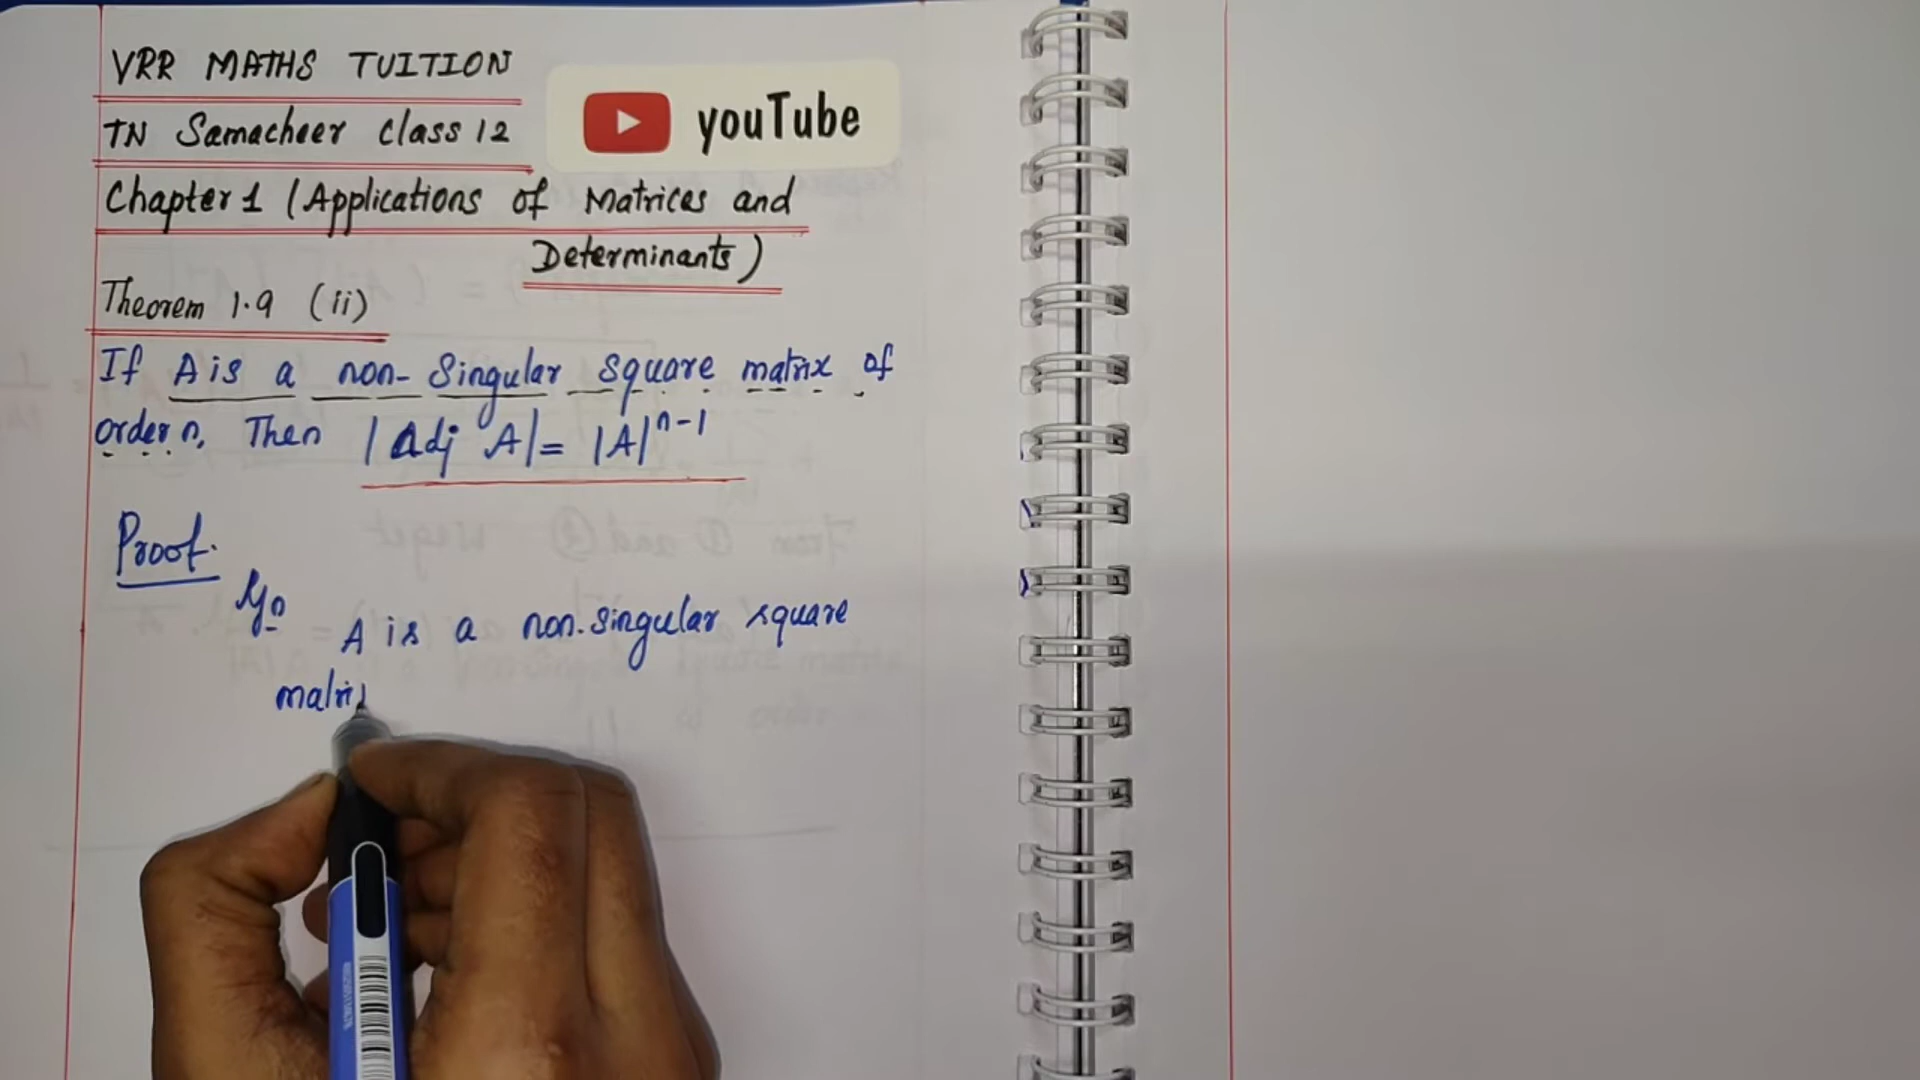 VRR MATHS TUITION
youTube
TN Samacheer Class 12
Chapter 1 (Applications of Matrices and
Determinants)
Theorem 1.9 (ii)
If A is a non-Singular square matrix of
order n, Then |Adj A| = |A|ⁿ⁻¹
Proof.
A is a non-singular square